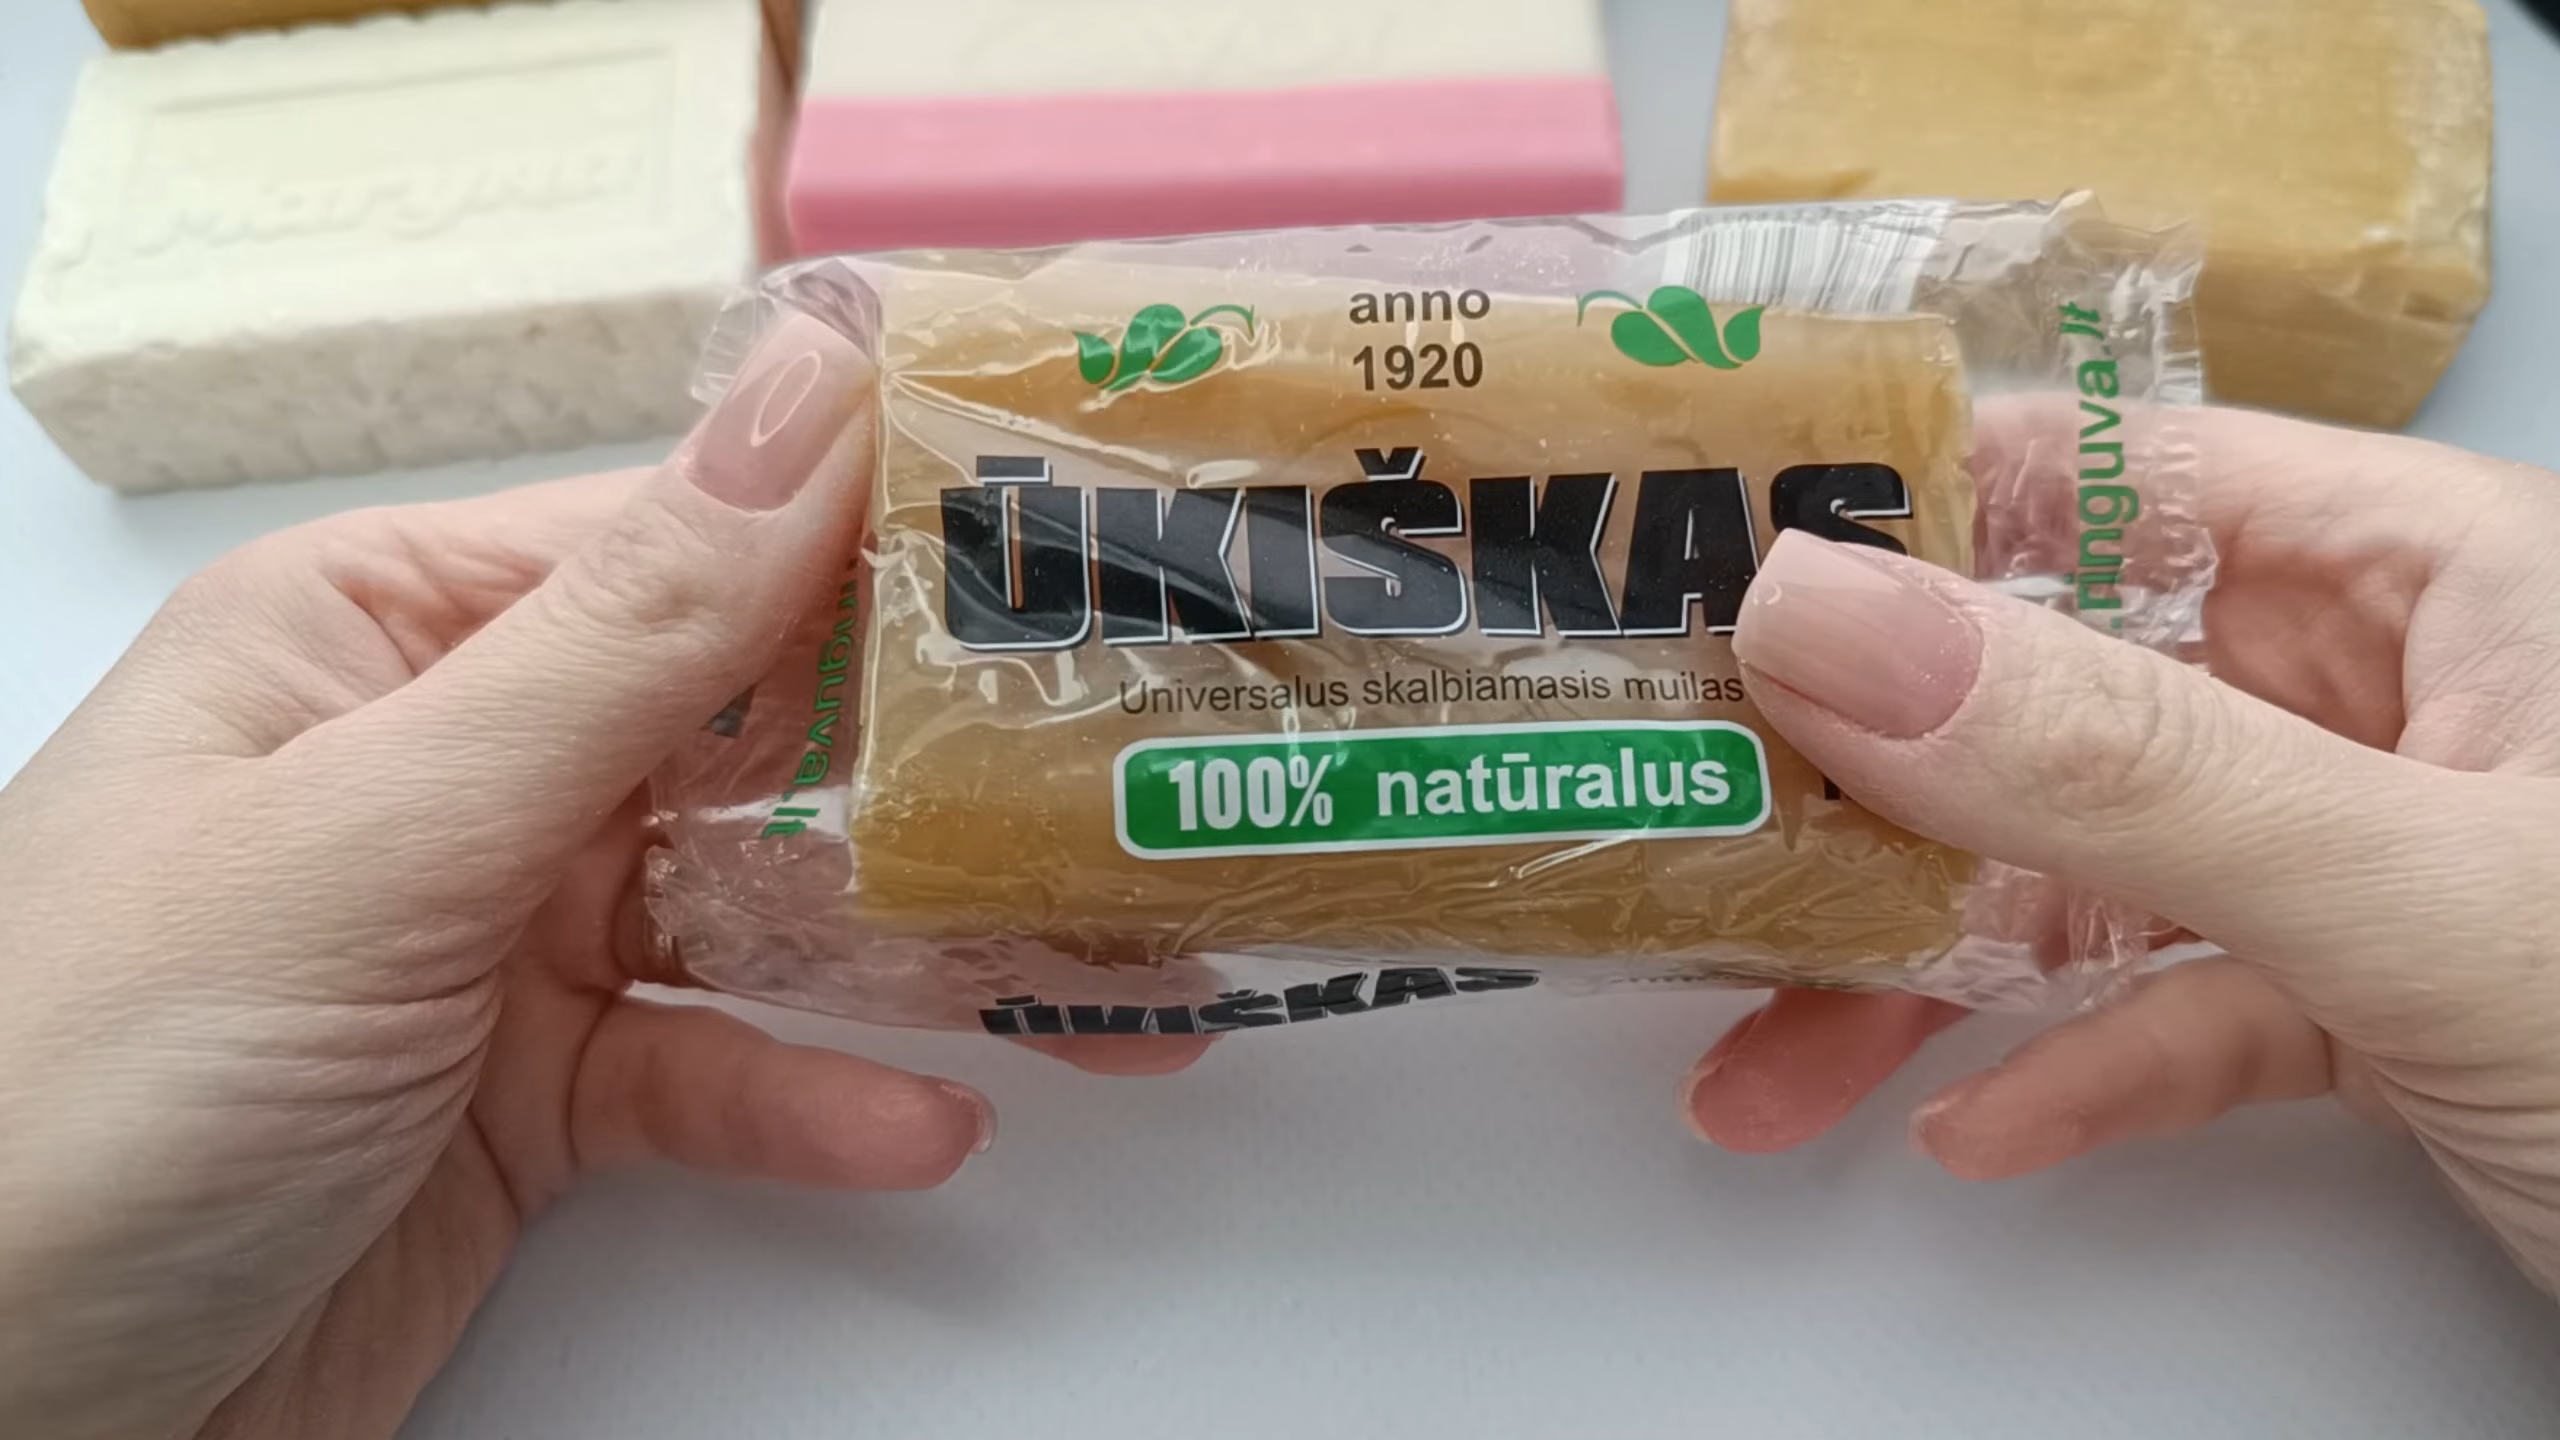 anno
1920
ŪKIŠKAS
Universalus skalbiamasis muilas
100% natūralus
ŪKIŠKAS
ringuva.lt
ringuva.lt